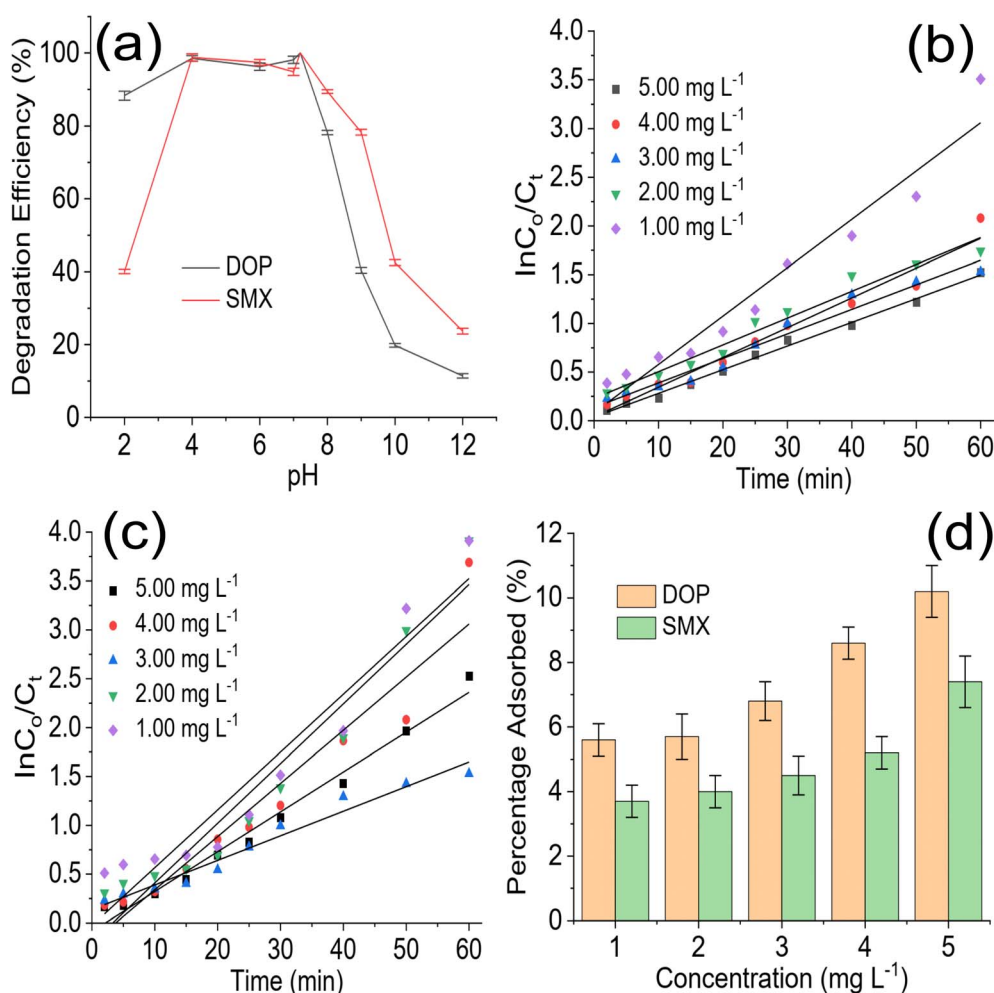 (a)
Degradation Efficiency (%)
100
80
60
40
20
0
DOP
SMX
2 4 6 8 10 12
pH
(b)
lnCo/Ct
4.0
3.5
3.0
2.5
2.0
1.5
1.0
0.5
0.0
5.00 mg L⁻¹
4.00 mg L⁻¹
3.00 mg L⁻¹
2.00 mg L⁻¹
1.00 mg L⁻¹
0 10 20 30 40 50 60
Time (min)
(c)
lnCo/Ct
4.0
3.5
3.0
2.5
2.0
1.5
1.0
0.5
0.0
5.00 mg L⁻¹
4.00 mg L⁻¹
3.00 mg L⁻¹
2.00 mg L⁻¹
1.00 mg L⁻¹
0 10 20 30 40 50 60
Time (min)
(d)
Percentage Adsorbed (%)
12
10
8
6
4
2
0
DOP
SMX
1 2 3 4 5
Concentration (mg L⁻¹)